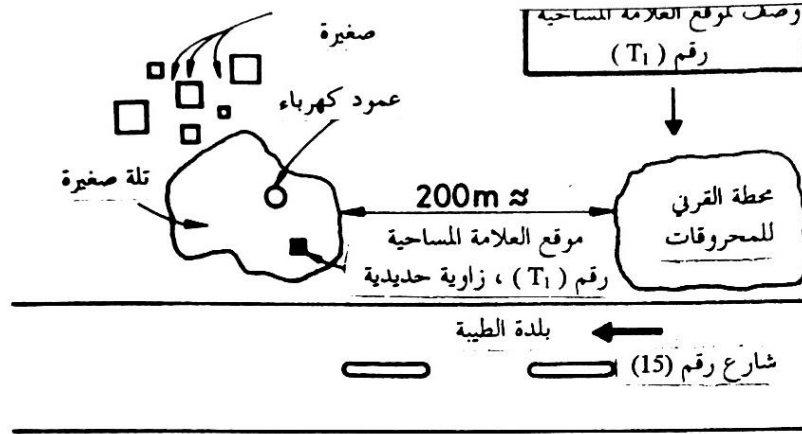 وصف لموقع العلامة المساحية
رقم (T₁)
صغيرة
عمود كهرباء
تلة صغيرة
200m ≈
محطة القرني
للمحروقات
موقع العلامة المساحية
رقم (T₁) ، زاوية حديدية
بلدة الطيبة
شارع رقم (15)